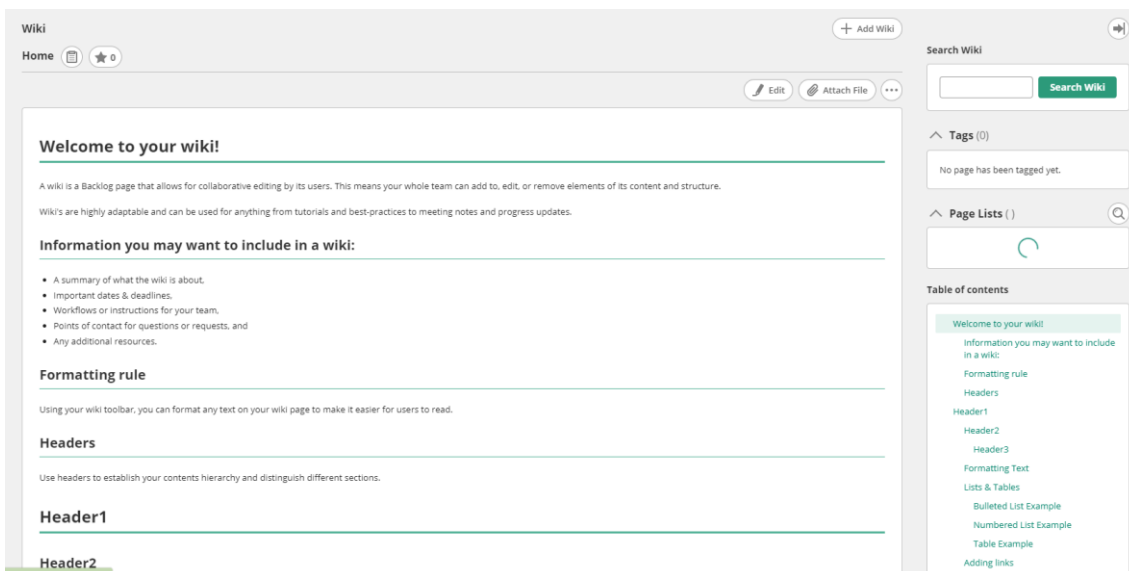 Wiki
+ Add Wiki
Home
0
Edit
Attach File
...
Welcome to your wiki!
A wiki is a Backlog page that allows for collaborative editing by its users. This means your whole team can add to, edit, or remove elements of its content and structure.
Wiki's are highly adaptable and can be used for anything from tutorials and best-practices to meeting notes and progress updates.
Information you may want to include in a wiki:
• A summary of what the wiki is about,
• Important dates & deadlines,
• Workflows or instructions for your team,
• Points of contact for questions or requests, and
• Any additional resources.
Formatting rule
Using your wiki toolbar, you can format any text on your wiki page to make it easier for users to read.
Headers
Use headers to establish your contents hierarchy and distinguish different sections.
Header1
Header2
Search Wiki
Search Wiki
Tags (0)
No page has been tagged yet.
Page Lists ( )
Table of contents
Welcome to your wiki!
Information you may want to include
in a wiki:
Formatting rule
Headers
Header1
Header2
Header3
Formatting Text
Lists & Tables
Bulleted List Example
Numbered List Example
Table Example
Adding links